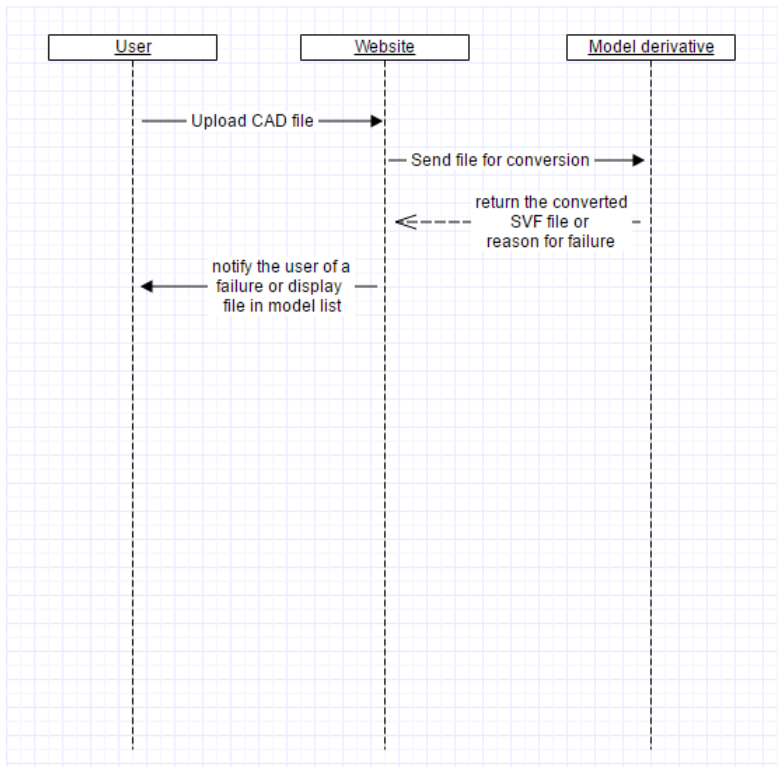 User
Website
Model derivative
Upload CAD file
Send file for conversion
return the converted
SVF file or
reason for failure
notify the user of a
failure or display
file in model list